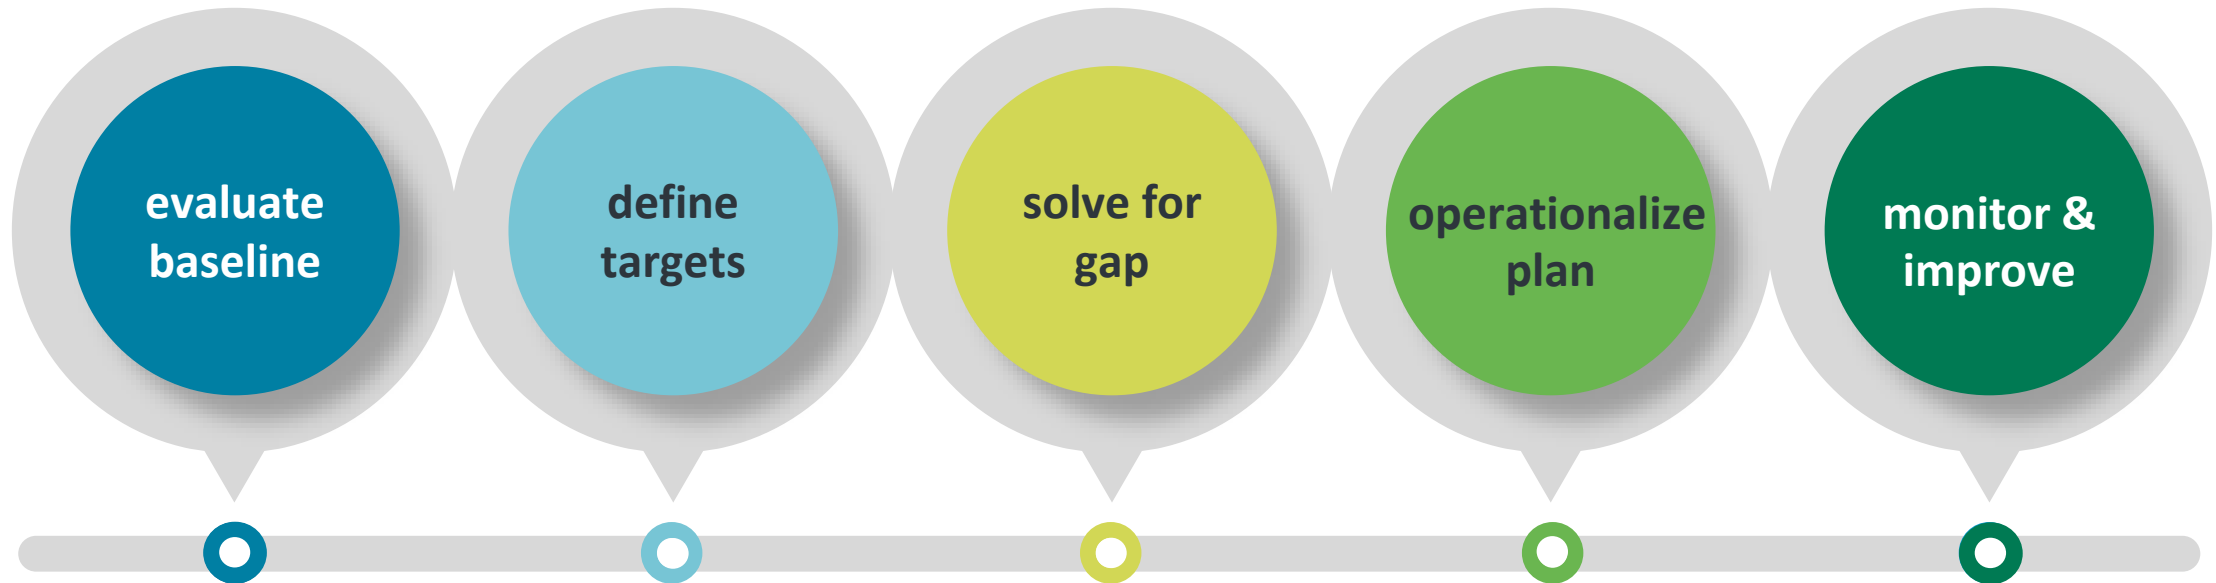 evaluate
baseline
define
targets
solve for
gap
operationalize
plan
monitor &
improve